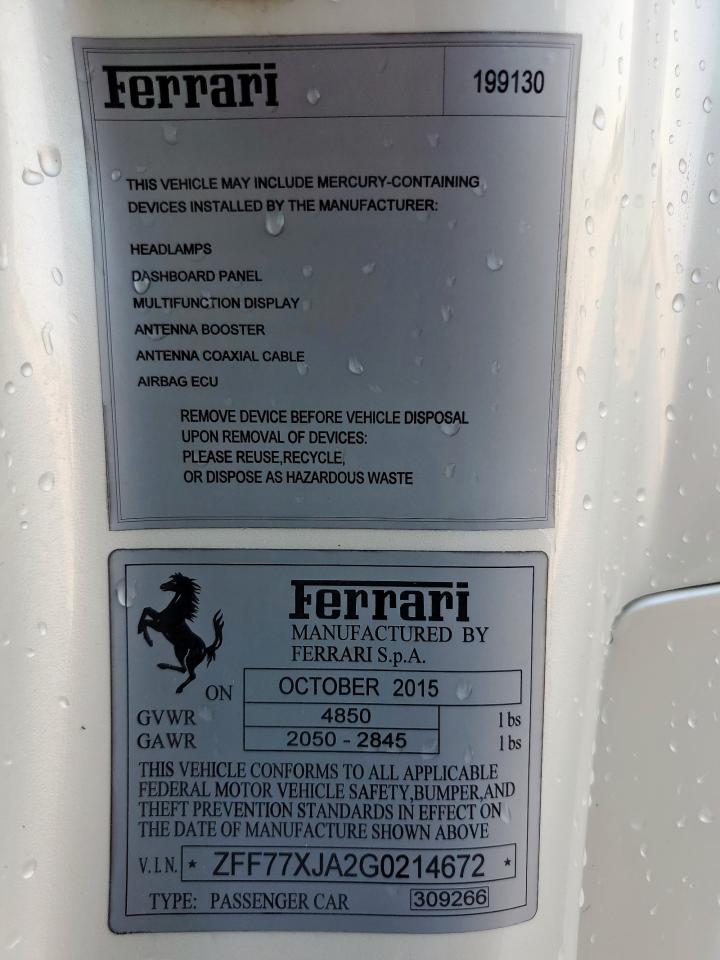 Ferrari 199130
THIS VEHICLE MAY INCLUDE MERCURY-CONTAINING
DEVICES INSTALLED BY THE MANUFACTURER:
HEADLAMPS
DASHBOARD PANEL
MULTIFUNCTION DISPLAY
ANTENNA BOOSTER
ANTENNA COAXIAL CABLE
AIRBAG ECU
REMOVE DEVICE BEFORE VEHICLE DISPOSAL
UPON REMOVAL OF DEVICES:
PLEASE REUSE,RECYCLE,
OR DISPOSE AS HAZARDOUS WASTE
Ferrari
MANUFACTURED BY
FERRARI S.p.A.
ON OCTOBER 2015
GVWR 4850 lbs
GAWR 2050 - 2845 lbs
THIS VEHICLE CONFORMS TO ALL APPLICABLE
FEDERAL MOTOR VEHICLE SAFETY,BUMPER,AND
THEFT PREVENTION STANDARDS IN EFFECT ON
THE DATE OF MANUFACTURE SHOWN ABOVE
V.I.N. * ZFF77XJA2G0214672 *
TYPE: PASSENGER CAR 309266